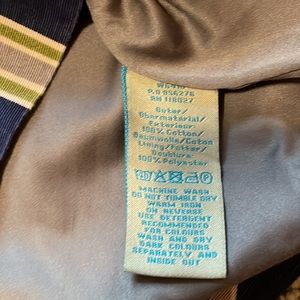 P.O 856276
RN 118027
Outer/
Obermaterial/
Exterieur:
100% Cotton/
Baumwolle/Coton
Lining/Futter/
Doublure:
100% Polyester
MACHINE WASH
DO NOT TUMBLE DRY
WARM IRON
ON REVERSE
USE DETERGENT
RECOMMENDED
FOR COLOURS
WASH AND DRY
DARK COLOURS
SEPARATELY AND
INSIDE OUT